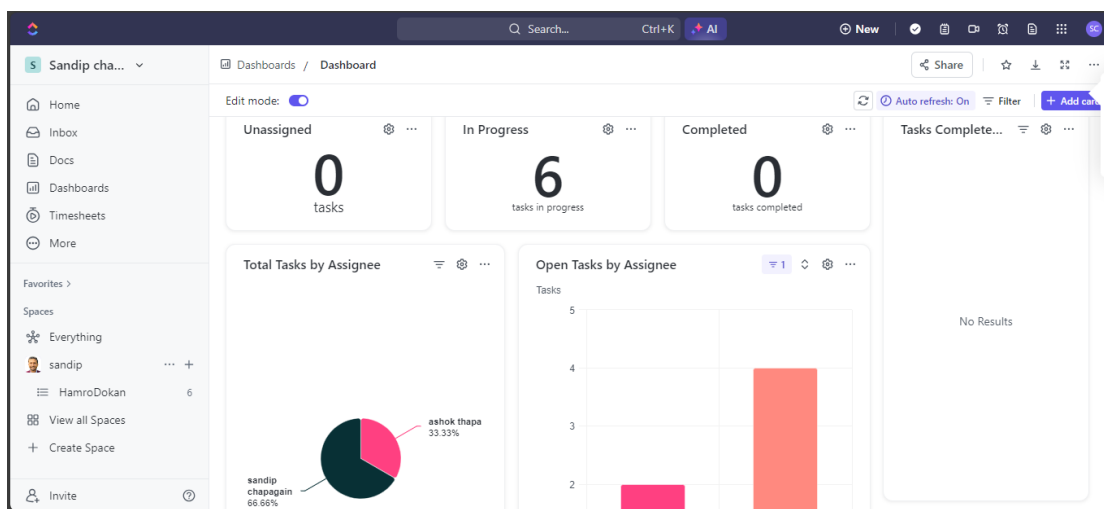 Search... Ctrl+K AI New SC
S Sandip cha... Dashboards / Dashboard Share
Edit mode: Auto refresh: On Filter + Add card
Home
Inbox
Docs
Dashboards
Timesheets
More
Favorites >
Spaces
Everything
sandip
HamroDokan 6
View all Spaces
+ Create Space
Invite
Unassigned
0
tasks
In Progress
6
tasks in progress
Completed
0
tasks completed
Tasks Complete...
No Results
Total Tasks by Assignee
ashok thapa
33.33%
sandip
chapagain
66.66%
Open Tasks by Assignee 1
Tasks
5
4
3
2